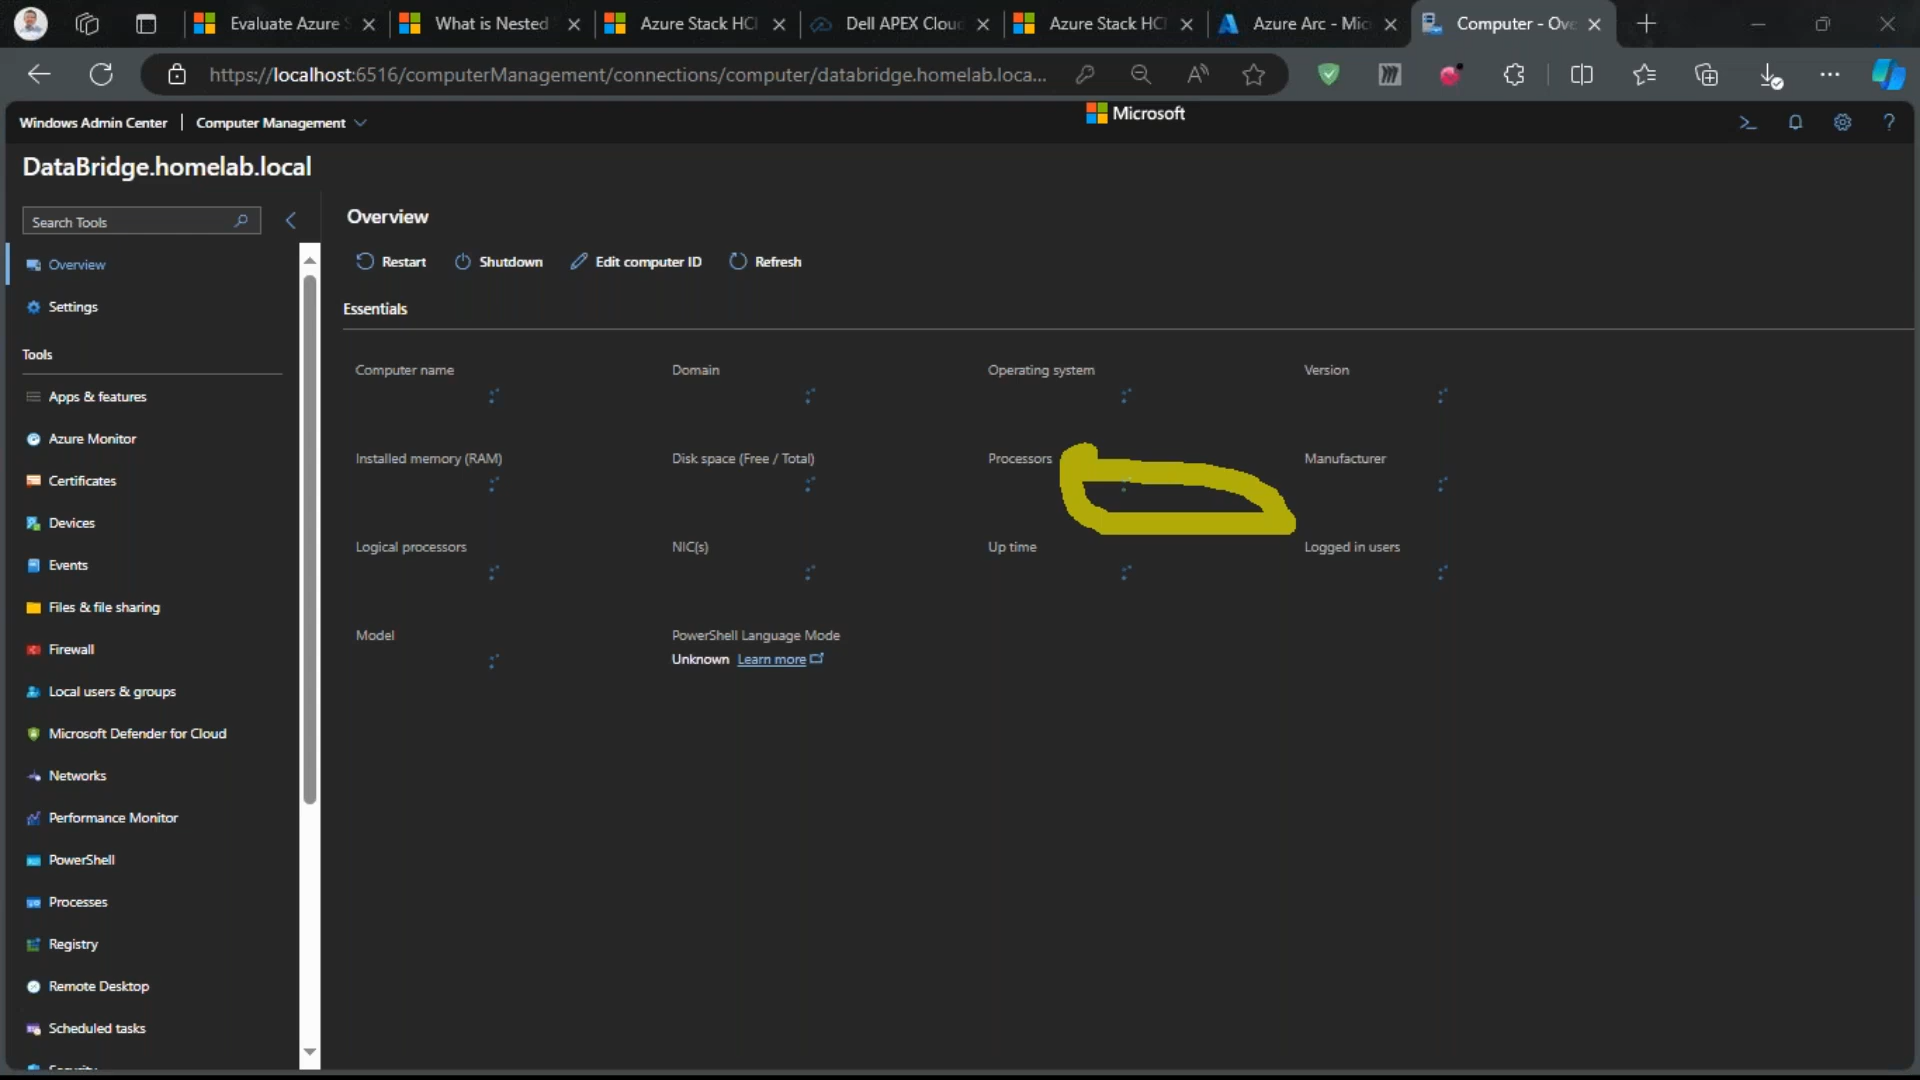 Evaluate Azure S
What is Nested
Azure Stack HCI
Dell APEX Cloud
Azure Stack HCI
Azure Arc - Mic
Computer - Ove
https://localhost:6516/computerManagement/connections/computer/databridge.homelab.loca...
Microsoft
Windows Admin Center | Computer Management
DataBridge.homelab.local
Search Tools
Overview
Settings
Tools
Apps & features
Azure Monitor
Certificates
Devices
Events
Files & file sharing
Firewall
Local users & groups
Microsoft Defender for Cloud
Networks
Performance Monitor
PowerShell
Processes
Registry
Remote Desktop
Scheduled tasks
Security
Overview
Restart Shutdown Edit computer ID Refresh
Essentials
Computer name Domain Operating system Version
Installed memory (RAM) Disk space (Free / Total) Processors Manufacturer
Logical processors NIC(s) Up time Logged in users
Model PowerShell Language Mode
Unknown Learn more